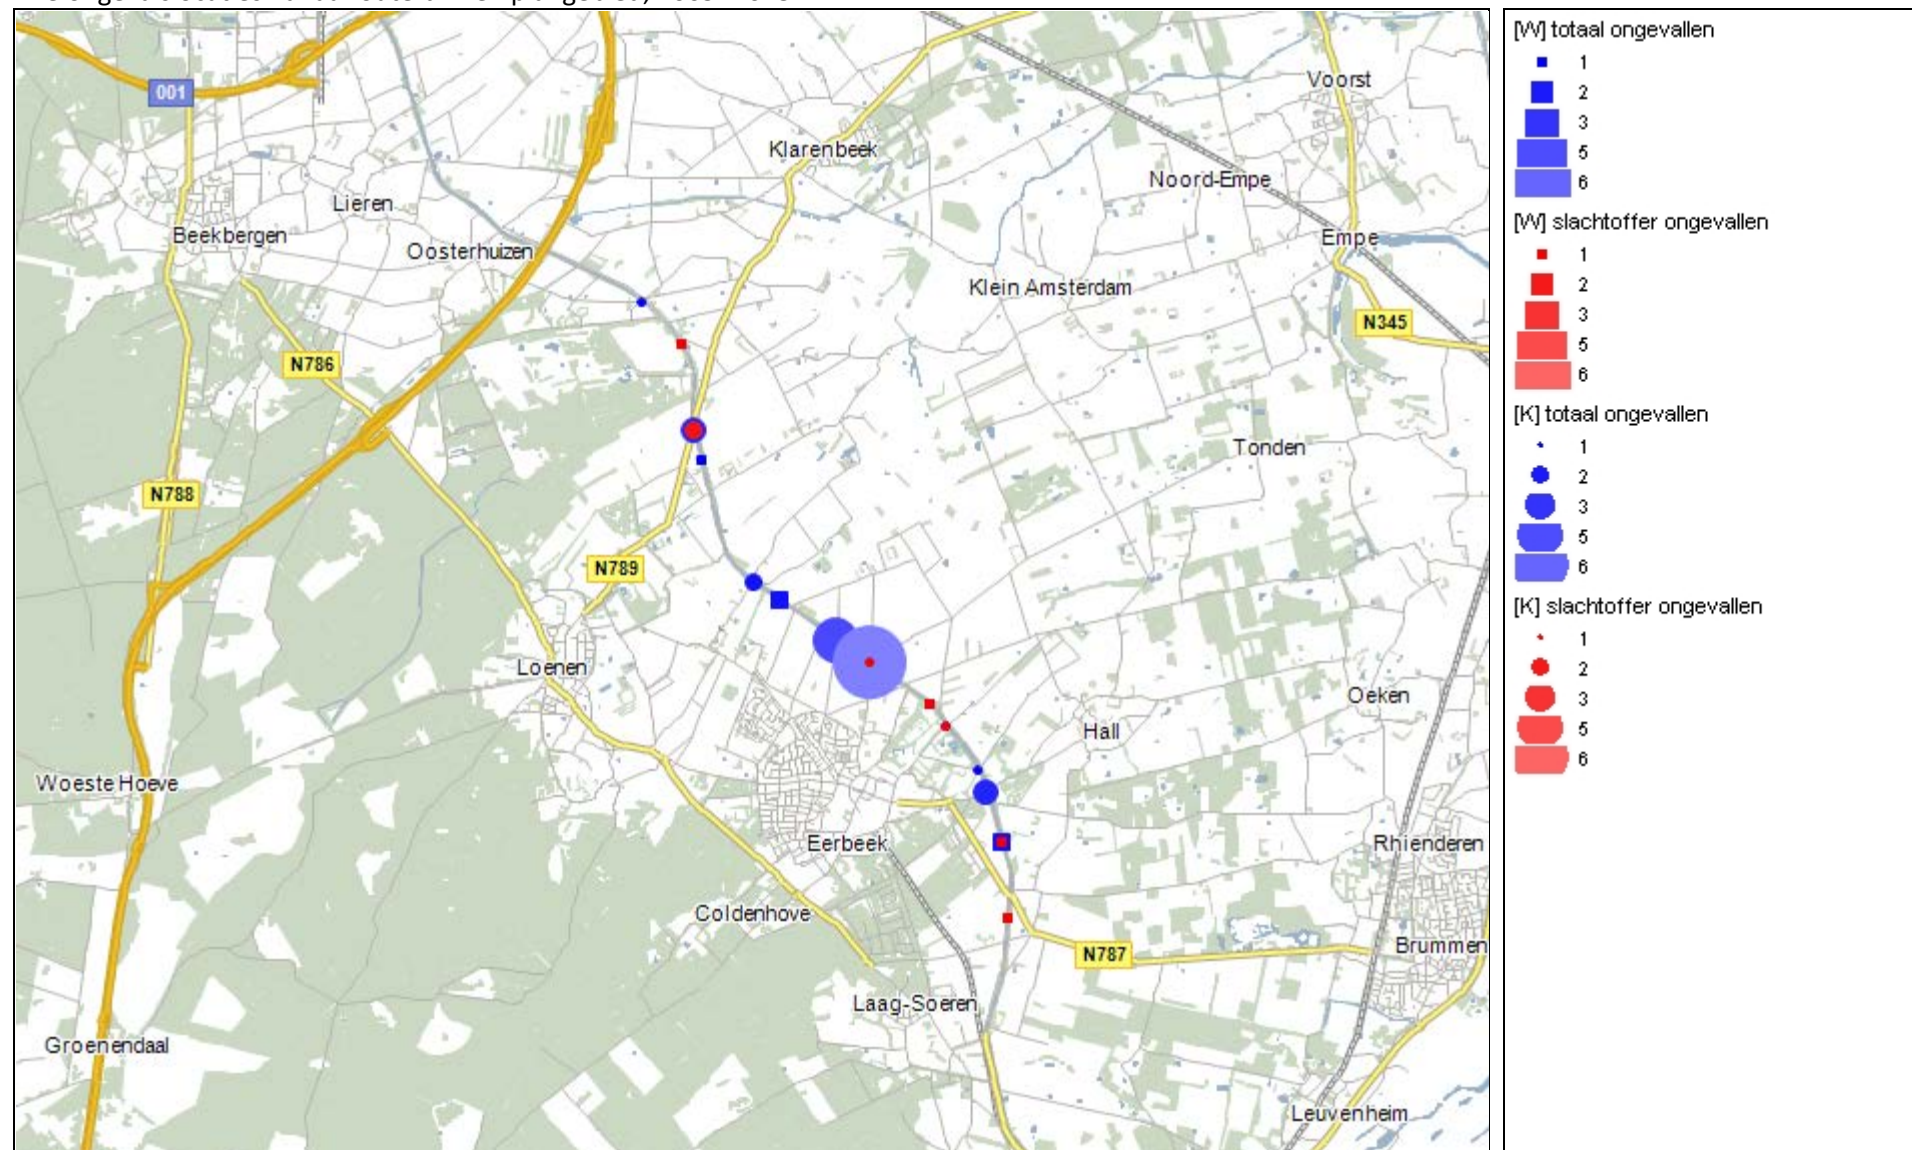 001
Voorst
Klarenbeek
Noord-Empe
Lieren
Beekbergen
Oosterhuizen
Empe
Klein Amsterdam
N345
N786
Tonden
N788
N789
Loenen
Oeken
Hall
Woeste Hoeve
Eerbeek
Rhienderen
Coldenhove
Brummen
N787
Laag-Soeren
Groenendaal
Leuvenheim
[W] totaal ongevallen
1
2
3
5
6
[W] slachtoffer ongevallen
1
2
3
5
6
[K] totaal ongevallen
1
2
3
5
6
[K] slachtoffer ongevallen
1
2
3
5
6